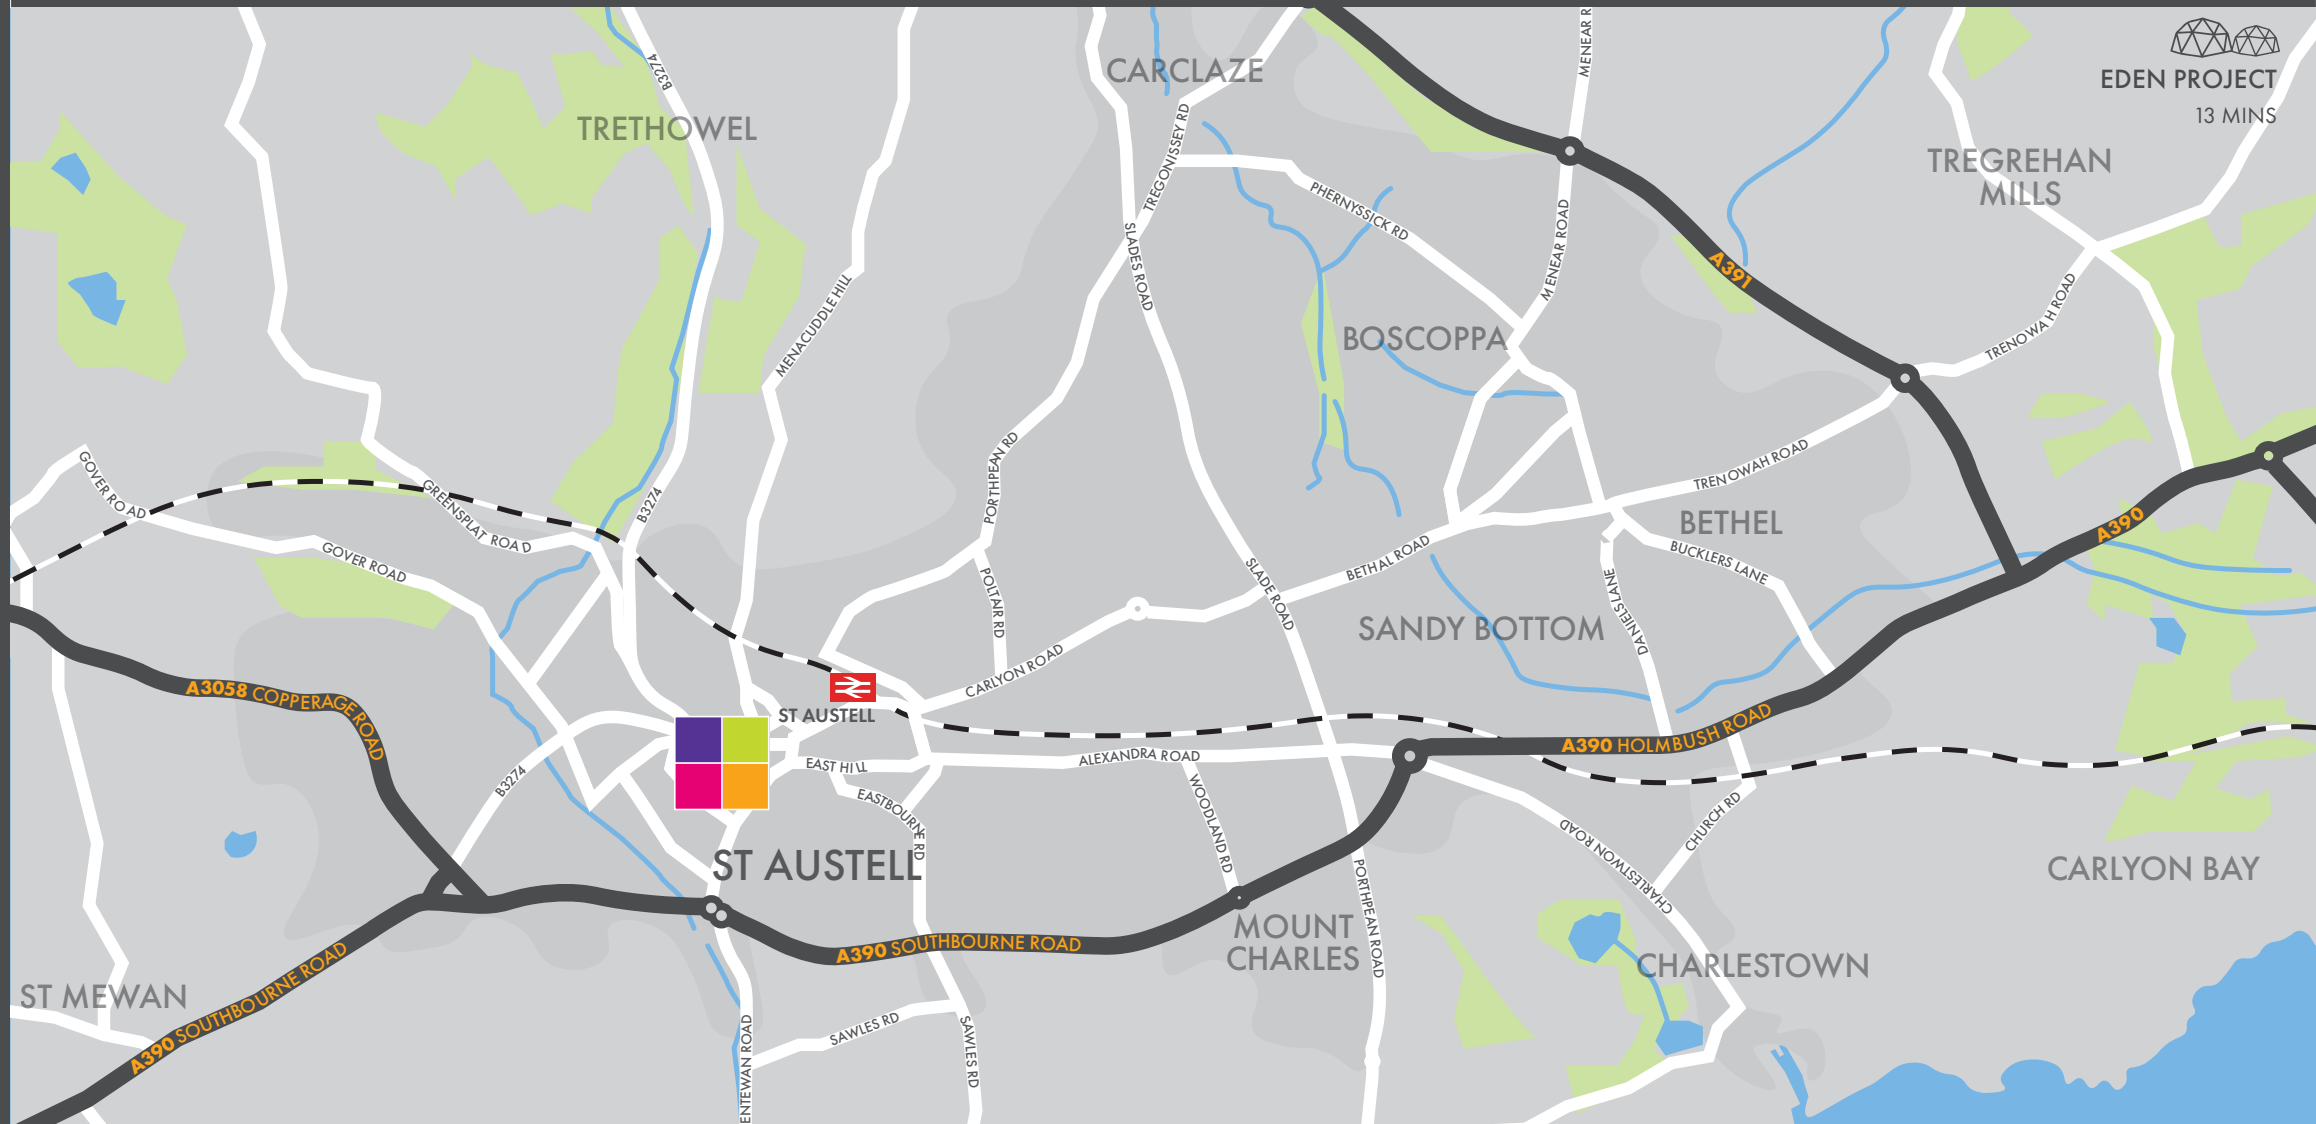 B3274
TRETHOWEL
CARCLAZE
MENEAR R
EDEN PROJECT
13 MINS
TREGONISSEY RD
TREGREHAN
MILLS
PHERNYSSICK RD
MENEAR ROAD
SLADES ROAD
A391
MENACUDDLE HILL
BOSCOPPA
TRENOWAH ROAD
GOVER ROAD
GREENSPLAT ROAD
B3274
PORTHPEAN RD
TRENOWAH ROAD
BETHEL
A390
GOVER ROAD
POLTAIR RD
SLADE ROAD
BETHAL ROAD
BUCKLERS LANE
DANIELS LANE
SANDY BOTTOM
A3058 COPPERAGE ROAD
CARLYON ROAD
ST AUSTELL
A390 HOLMBUSH ROAD
B3274
EAST HILL
ALEXANDRA ROAD
EASTBOURNE RD
WOODLAND RD
CHURCH RD
CHARLESTWON ROAD
ST AUSTELL
CARLYON BAY
PORTHPEAN ROAD
A390 SOUTHBOURNE ROAD
MOUNT
CHARLES
CHARLESTOWN
ST MEWAN
A390 SOUTHBOURNE ROAD
SAWLES RD
SAWLES RD
ENTEWAN ROAD